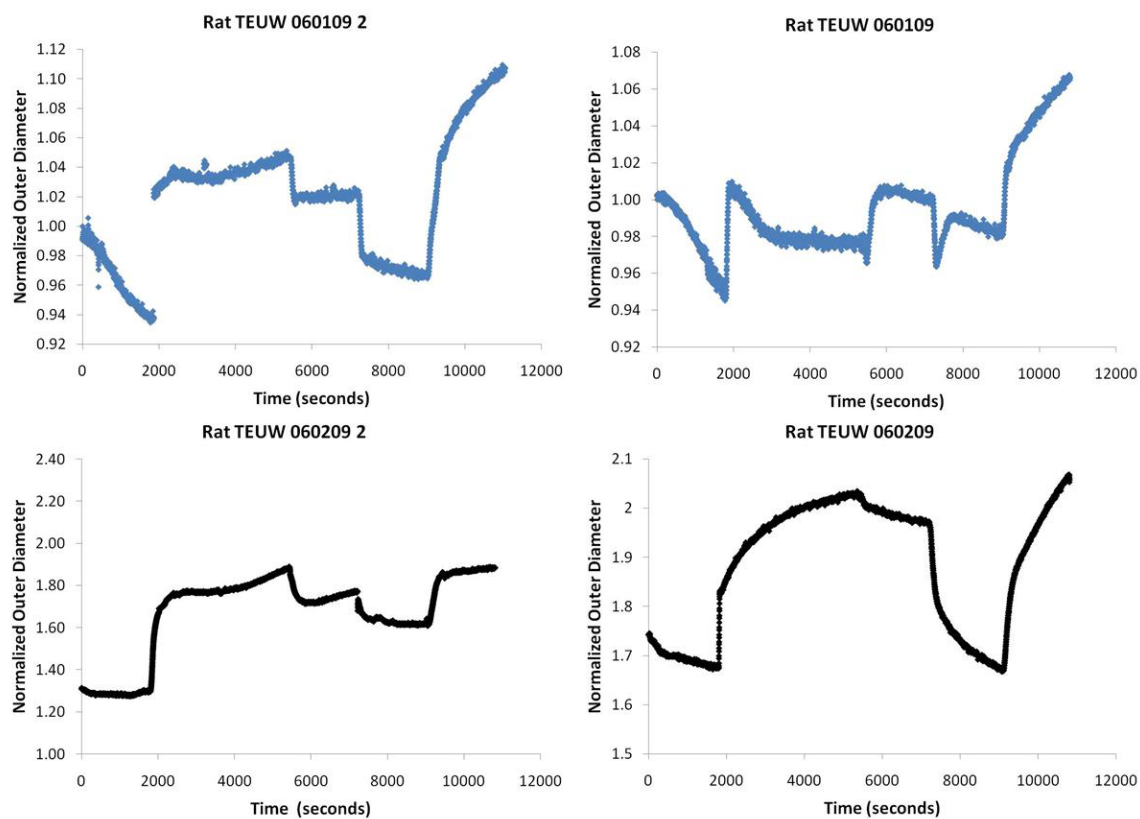 Rat TEUW 060109 2
Normalized Outer Diameter
1.12
1.10
1.08
1.06
1.04
1.02
1.00
0.98
0.96
0.94
0.92
0 2000 4000 6000 8000 10000 12000
Time (seconds)
Rat TEUW 060109
Normalized Outer Diameter
1.08
1.06
1.04
1.02
1.00
0.98
0.96
0.94
0.92
0 2000 4000 6000 8000 10000 12000
Time (seconds)
Rat TEUW 060209 2
Normalized Outer Diameter
2.40
2.20
2.00
1.80
1.60
1.40
1.20
1.00
0 2000 4000 6000 8000 10000 12000
Time (seconds)
Rat TEUW 060209
Normalized Outer Diameter
2.1
2
1.9
1.8
1.7
1.6
1.5
0 2000 4000 6000 8000 10000 12000
Time (seconds)